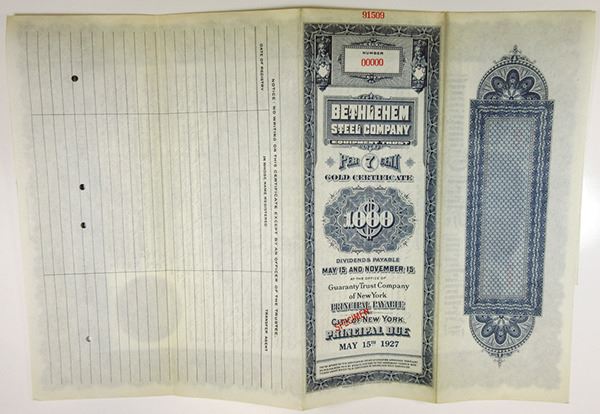 91509
NUMBER
00000
BETHLEHEM
STEEL COMPANY
EQUIPMENT TRUST
PER 7 CENT
GOLD CERTIFICATE
$1000
DIVIDENDS PAYABLE
MAY 15 AND NOVEMBER 15
AT THE OFFICE OF
Guaranty Trust Company
of New York
PRINCIPAL PAYABLE
City of New York
SPECIMEN
PRINCIPAL DUE
MAY 15TH 1927
NOTICE: NO WRITING ON THIS CERTIFICATE EXCEPT BY AN OFFICER OF THE TRUSTEE
DATE OF REGISTRY
IN WHOSE NAME REGISTERED
TRANSFER AGENT